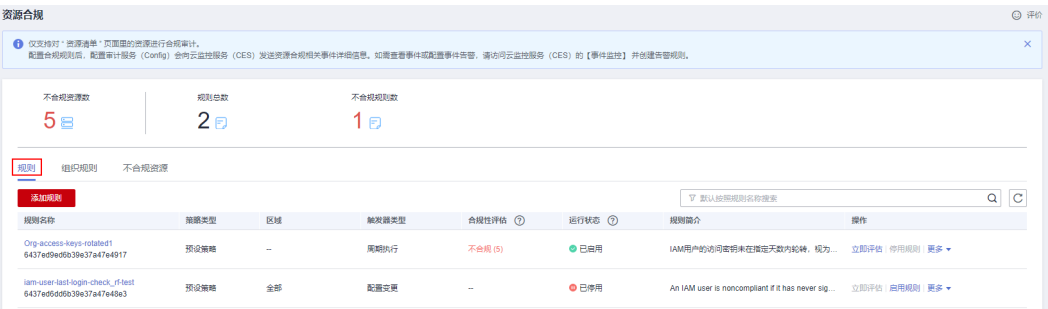 资源合规
评价
仅支持对“资源清单”页面里的资源进行合规审计。
配置合规规则后，配置审计服务（Config）会向云监控服务（CES）发送资源合规相关事件详细信息。如需查看事件或配置事件告警，请访问云监控服务（CES）的【事件监控】并创建告警规则。
不合规资源数 规则总数 不合规规则数
5 2 1
规则 组织规则 不合规资源
添加规则 默认按照规则名称搜索
规则名称 策略类型 区域 触发器类型 合规性评估 运行状态 规则简介 操作
Org-access-keys-rotated1
6437ed9ed6b39e37a47e4917
预设策略 -- 周期执行 不合规 (5) 已启用 IAM用户的访问密钥未在指定天数内轮转，视为... 立即评估 停用规则 更多
iam-user-last-login-check_rf-test
6437ed6dd6b39e37a47e48e3
预设策略 全部 配置变更 -- 已停用 An IAM user is noncompliant if it has never sig... 立即评估 启用规则 更多